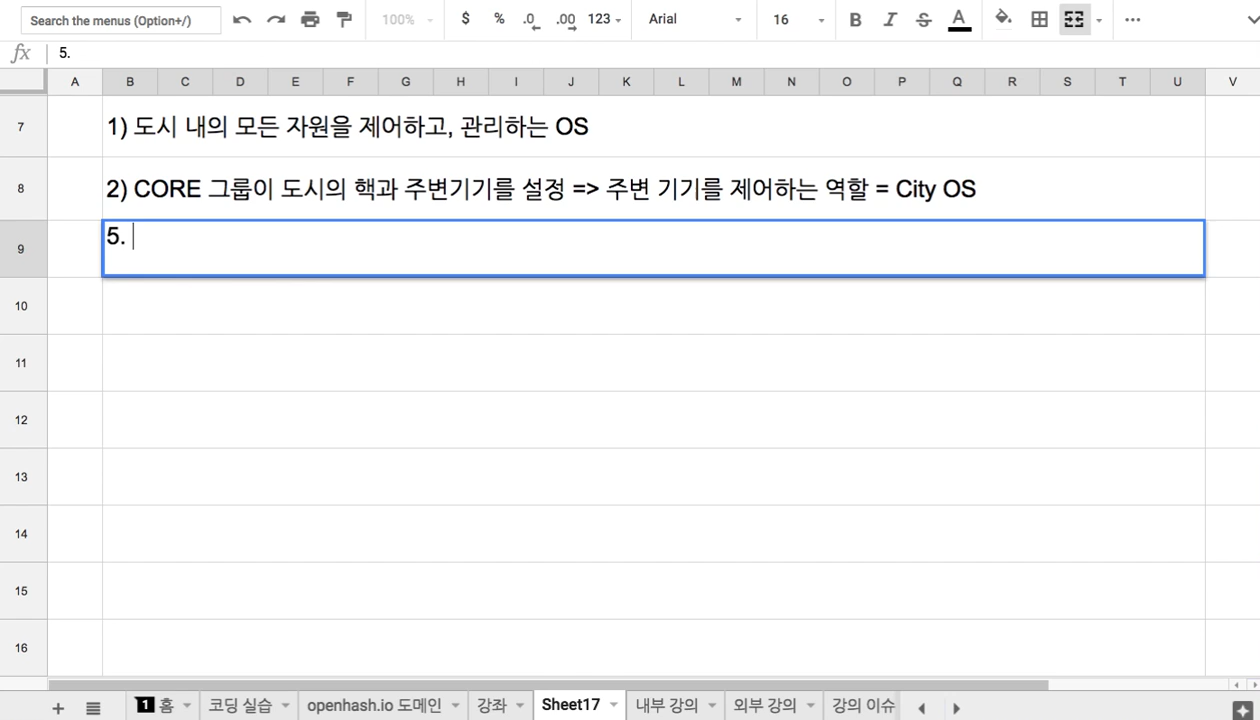 Search the menus (Option+/) 100% $ % .0 .00 123 Arial 16 B I S A
fx 5.
A B C D E F G H I J K L M N O P Q R S T U V
7 1) 도시 내의 모든 자원을 제어하고, 관리하는 OS
8 2) CORE 그룹이 도시의 핵과 주변기기를 설정 => 주변 기기를 제어하는 역할 = City OS
9 5.
10
11
12
13
14
15
16
1 홈 코딩 실습 openhash.io 도메인 강좌 Sheet17 내부 강의 외부 강의 강의 이슈